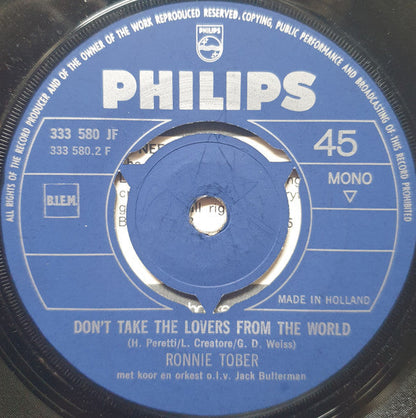 ALL RIGHTS OF THE RECORD PRODUCER AND OF THE OWNER OF THE WORK REPRODUCED RESERVED. COPYING, PUBLIC PERFORMANCE AND BROADCASTING OF THIS RECORD PROHIBITED
PHILIPS
PHILIPS
333 580 JF
333 580.2 F
45
MONO
B.I.E.M.
MADE IN HOLLAND
DON'T TAKE THE LOVERS FROM THE WORLD
(H. Peretti/L. Creatore/G. D. Weiss)
RONNIE TOBER
met koor en orkest o.l.v. Jack Bulterman